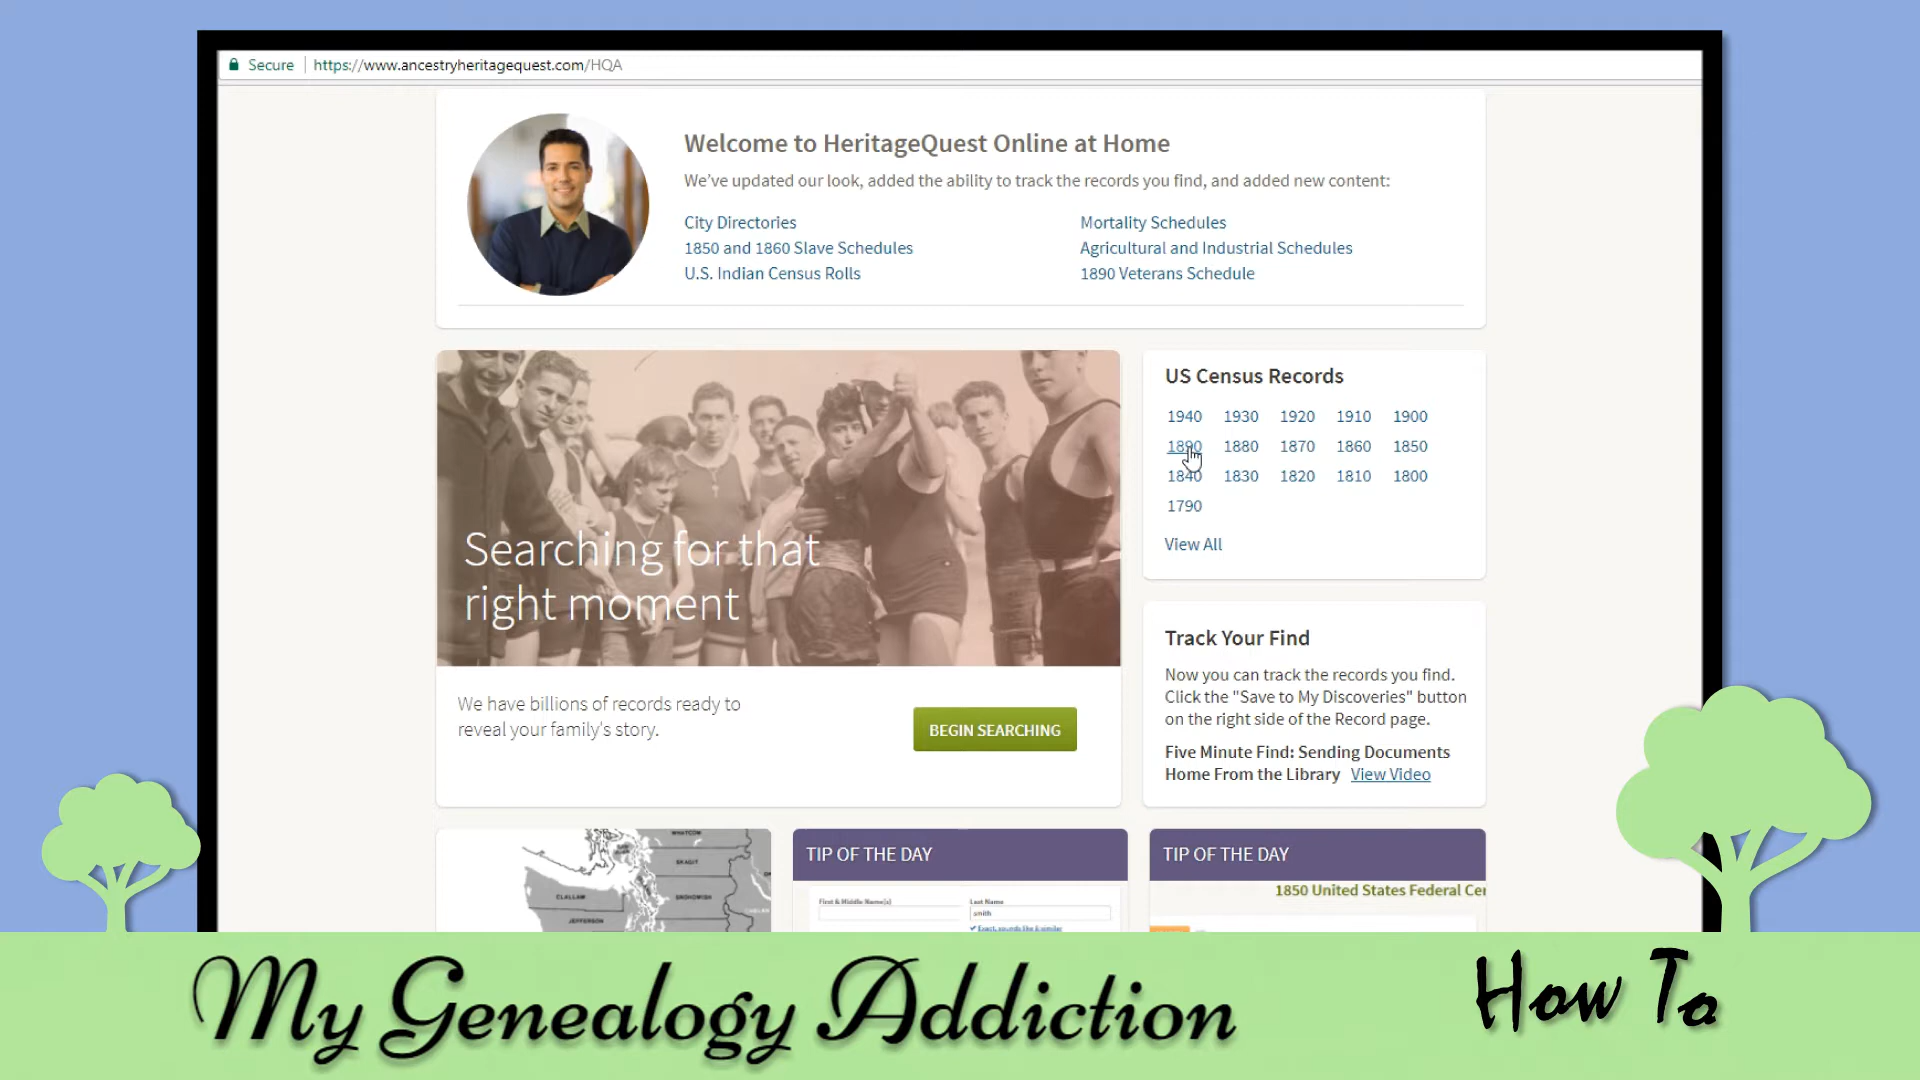 Secure https://www.ancestryheritagequest.com/HQA
Welcome to HeritageQuest Online at Home
We've updated our look, added the ability to track the records you find, and added new content:
City Directories
1850 and 1860 Slave Schedules
U.S. Indian Census Rolls
Mortality Schedules
Agricultural and Industrial Schedules
1890 Veterans Schedule
Searching for that
right moment
We have billions of records ready to
reveal your family's story.
BEGIN SEARCHING
US Census Records
1940 1930 1920 1910 1900
1890 1880 1870 1860 1850
1840 1830 1820 1810 1800
1790
View All
Track Your Find
Now you can track the records you find.
Click the "Save to My Discoveries" button
on the right side of the Record page.
Five Minute Find: Sending Documents
Home From the Library View Video
WHATCOM
SKAGIT
CLALLAM
SNOHOMISH
JEFFERSON
TIP OF THE DAY
First & Middle Name(s)
Last Name
smith
Exact, sounds like & similar
TIP OF THE DAY
1850 United States Federal Cen
My Genealogy Addiction
How To